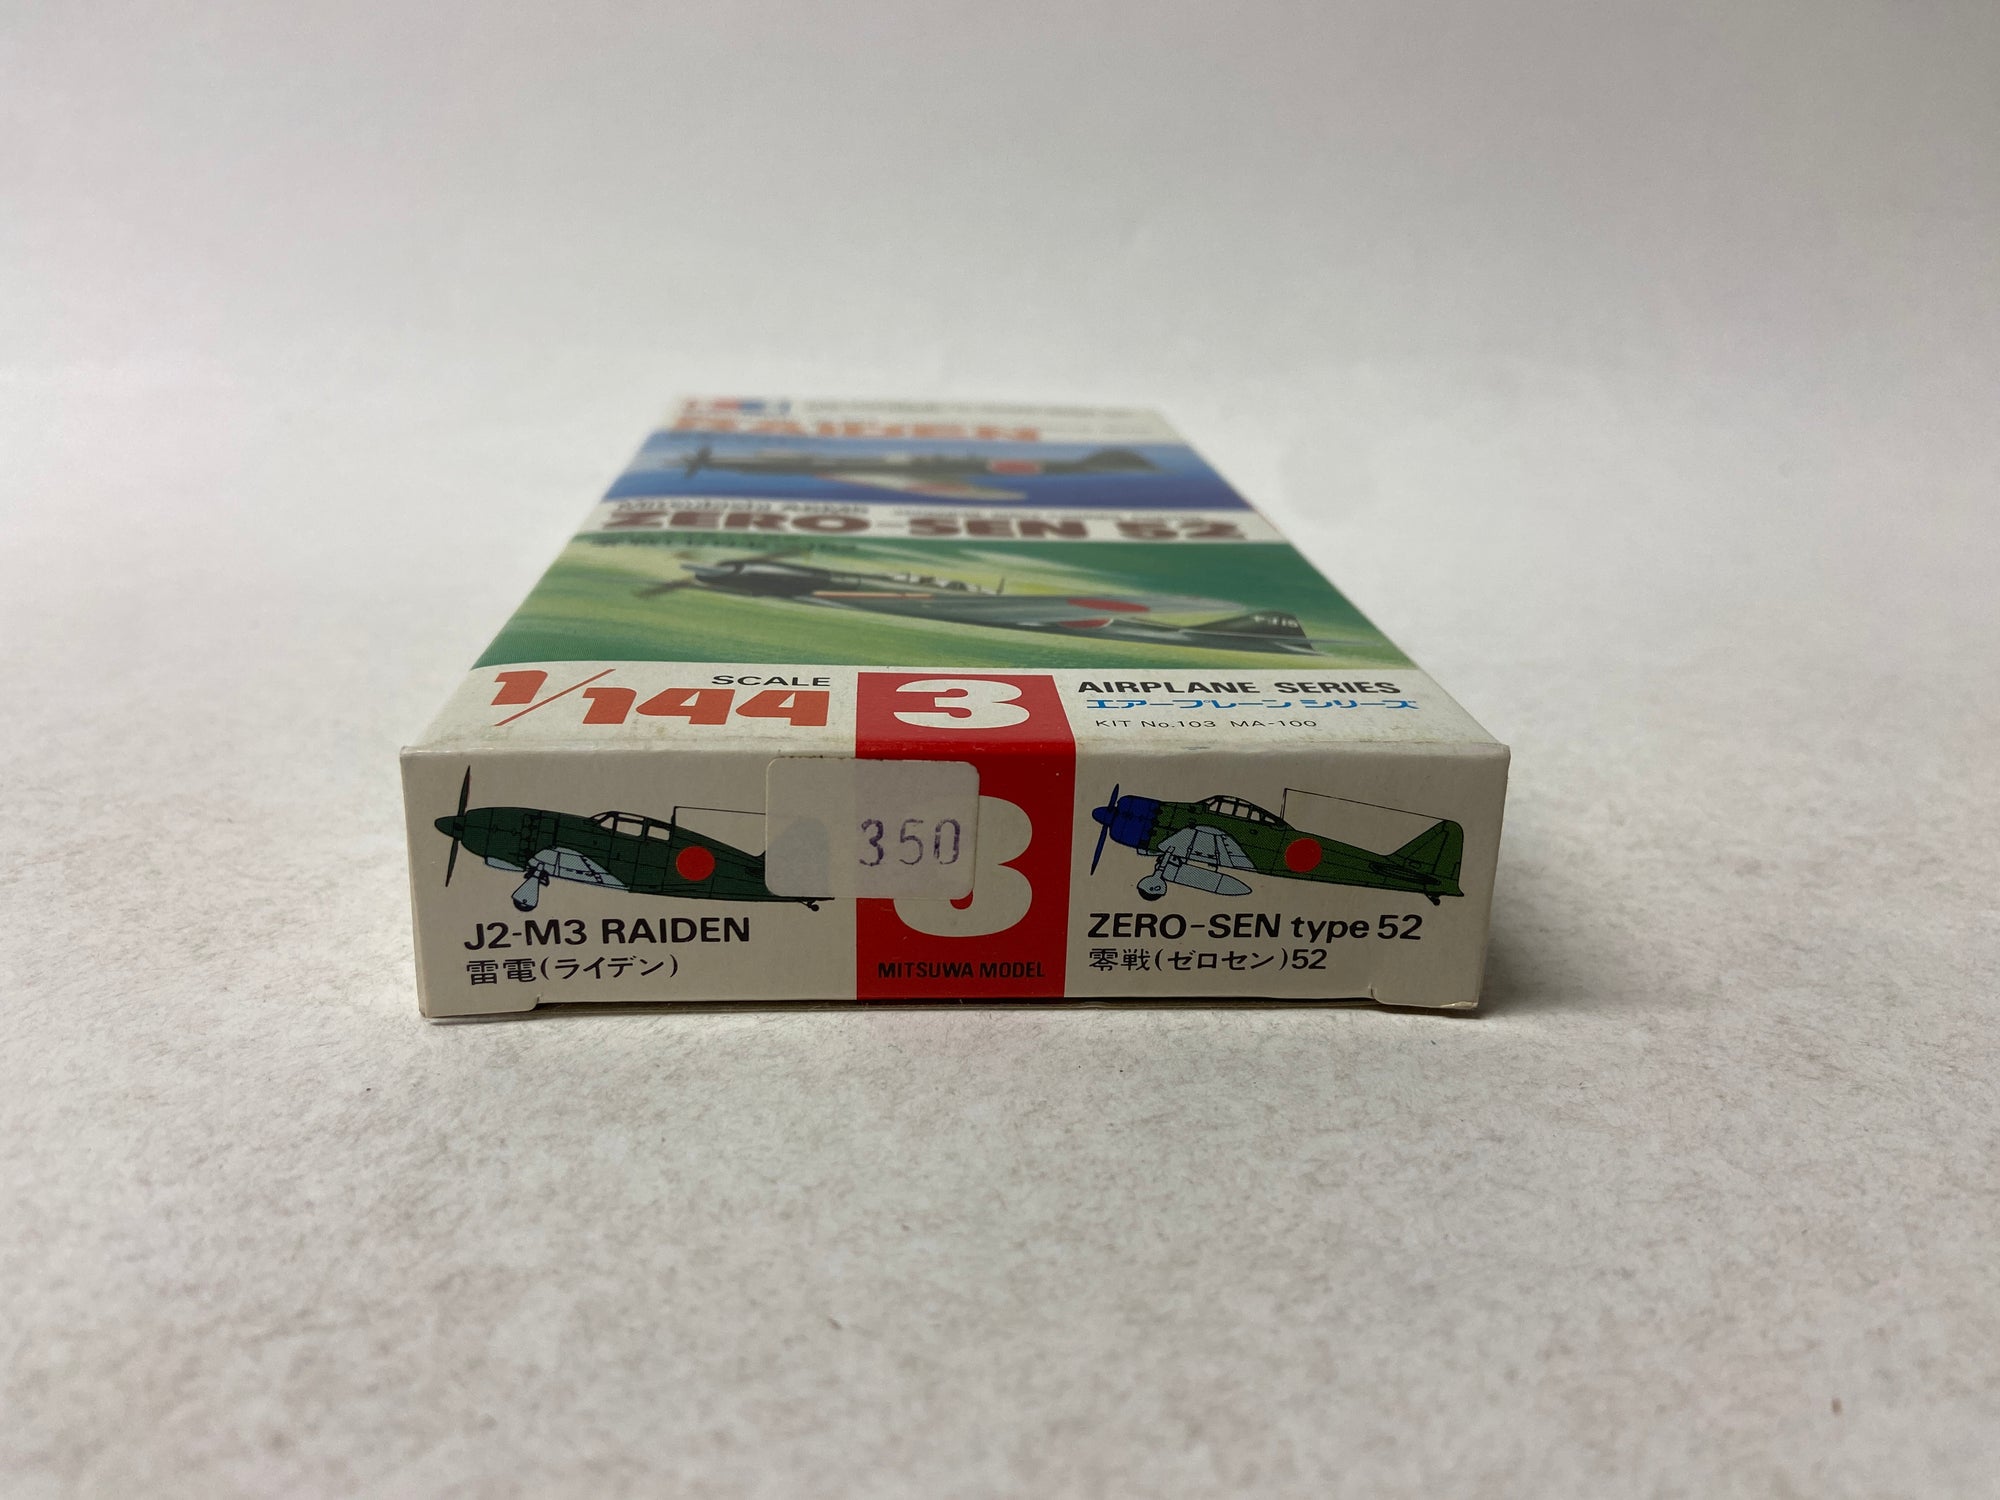 RAIDEN
Mitsubishi A6M5
ZERO-SEN 52
1/144 SCALE
3
AIRPLANE SERIES
エアープレーンシリーズ
KIT No.103 MA-100
350
3
J2-M3 RAIDEN
雷電(ライデン)
MITSUWA MODEL
ZERO-SEN type 52
零戦(ゼロセン)52